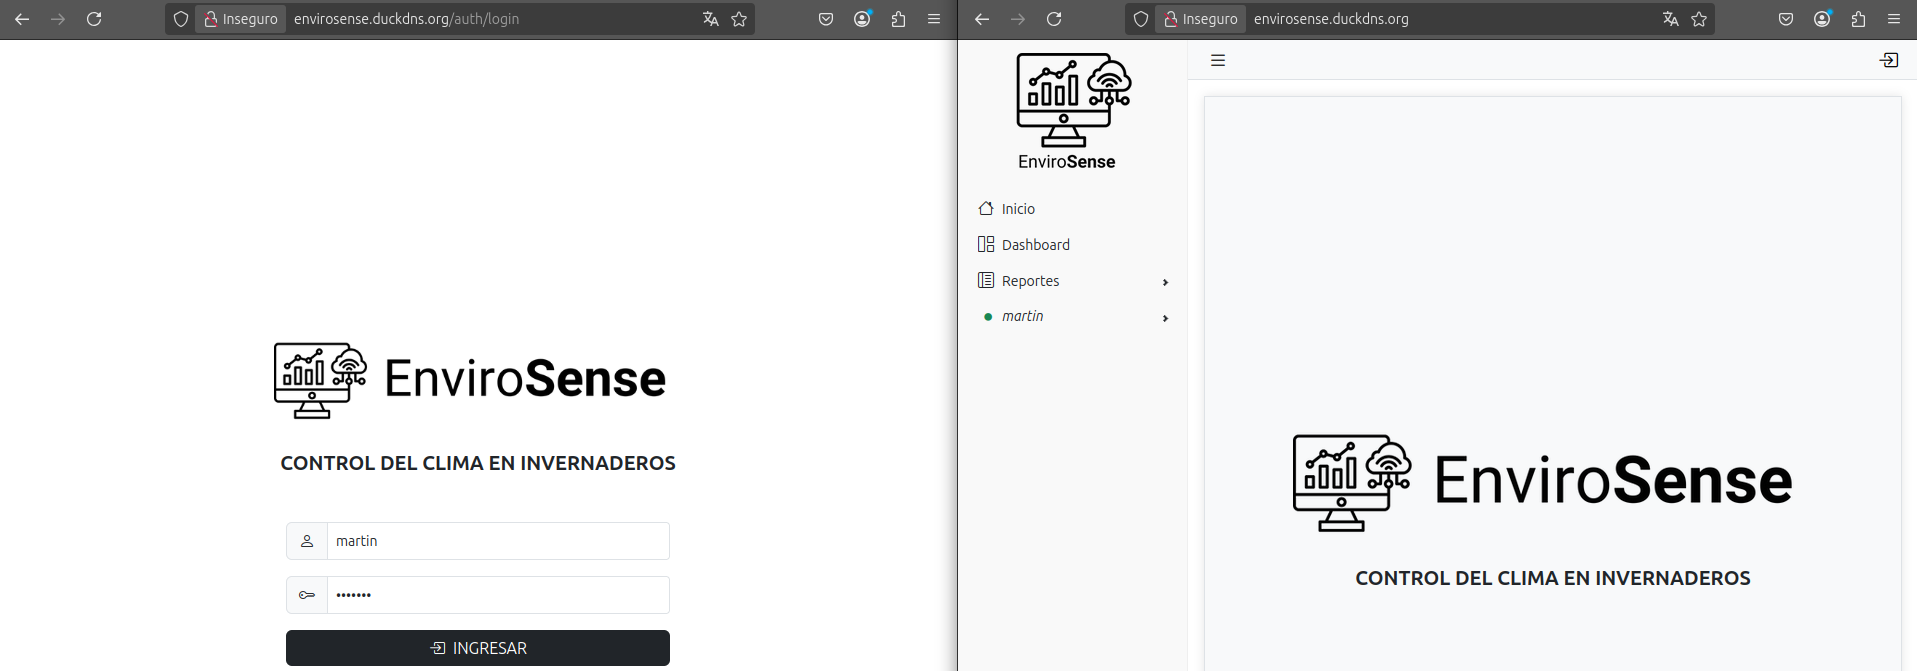 Inseguro envirosense.duckdns.org/auth/login
EnviroSense
CONTROL DEL CLIMA EN INVERNADEROS
martin
•••••••
INGRESAR
Inseguro envirosense.duckdns.org
EnviroSense
Inicio
Dashboard
Reportes
martin
EnviroSense
CONTROL DEL CLIMA EN INVERNADEROS